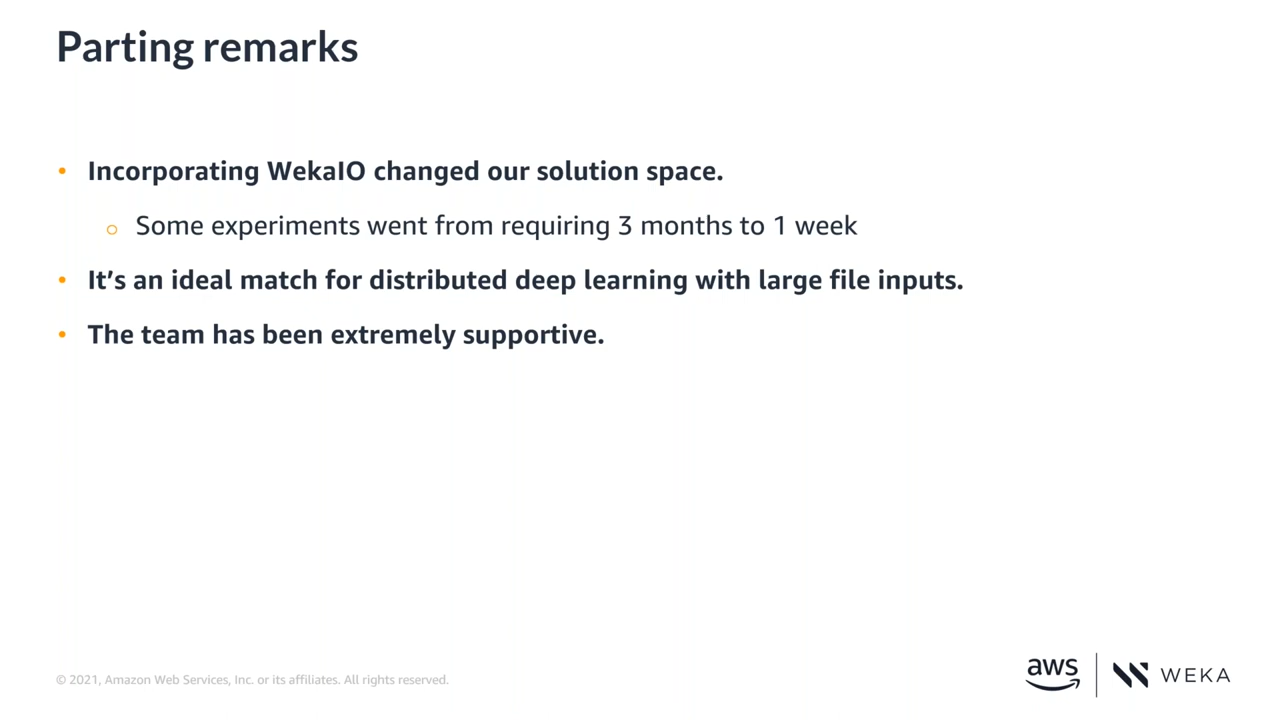 Parting remarks
• Incorporating WekaIO changed our solution space.
o Some experiments went from requiring 3 months to 1 week
• It’s an ideal match for distributed deep learning with large file inputs.
• The team has been extremely supportive.
© 2021, Amazon Web Services, Inc. or its affiliates. All rights reserved.
aws
WEKA